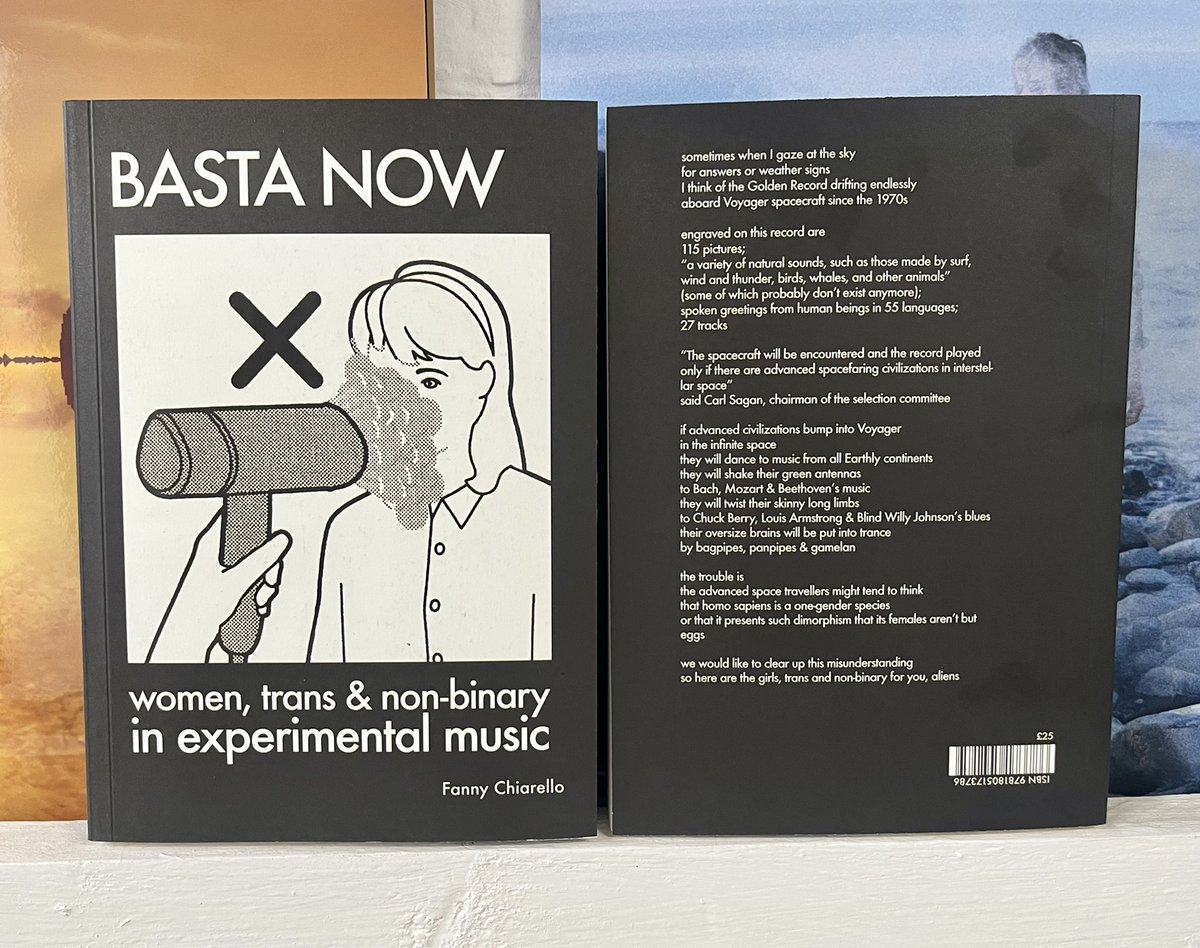 BASTA NOW
women, trans & non-binary
in experimental music
Fanny Chiarello
sometimes when I gaze at the sky
for answers or weather signs
I think of the Golden Record drifting endlessly
aboard Voyager spacecraft since the 1970s
engraved on this record are
115 pictures;
“a variety of natural sounds, such as those made by surf,
wind and thunder, birds, whales, and other animals”
(some of which probably don’t exist anymore);
spoken greetings from human beings in 55 languages;
27 tracks
“The spacecraft will be encountered and the record played
only if there are advanced spacefaring civilizations in interstel-
lar space”
said Carl Sagan, chairman of the selection committee
if advanced civilizations bump into Voyager
in the infinite space
they will dance to music from all Earthly continents
they will shake their green antennas
to Bach, Mozart & Beethoven’s music
they will twist their skinny long limbs
to Chuck Berry, Louis Armstrong & Blind Willy Johnson’s blues
their oversize brains will be put into trance
by bagpipes, panpipes & gamelan
the trouble is
the advanced space travellers might tend to think
that homo sapiens is a one-gender species
or that it presents such dimorphism that its females aren’t but
eggs
we would like to clear up this misunderstanding
so here are the girls, trans and non-binary for you, aliens
£25
ISBN 9781805173786